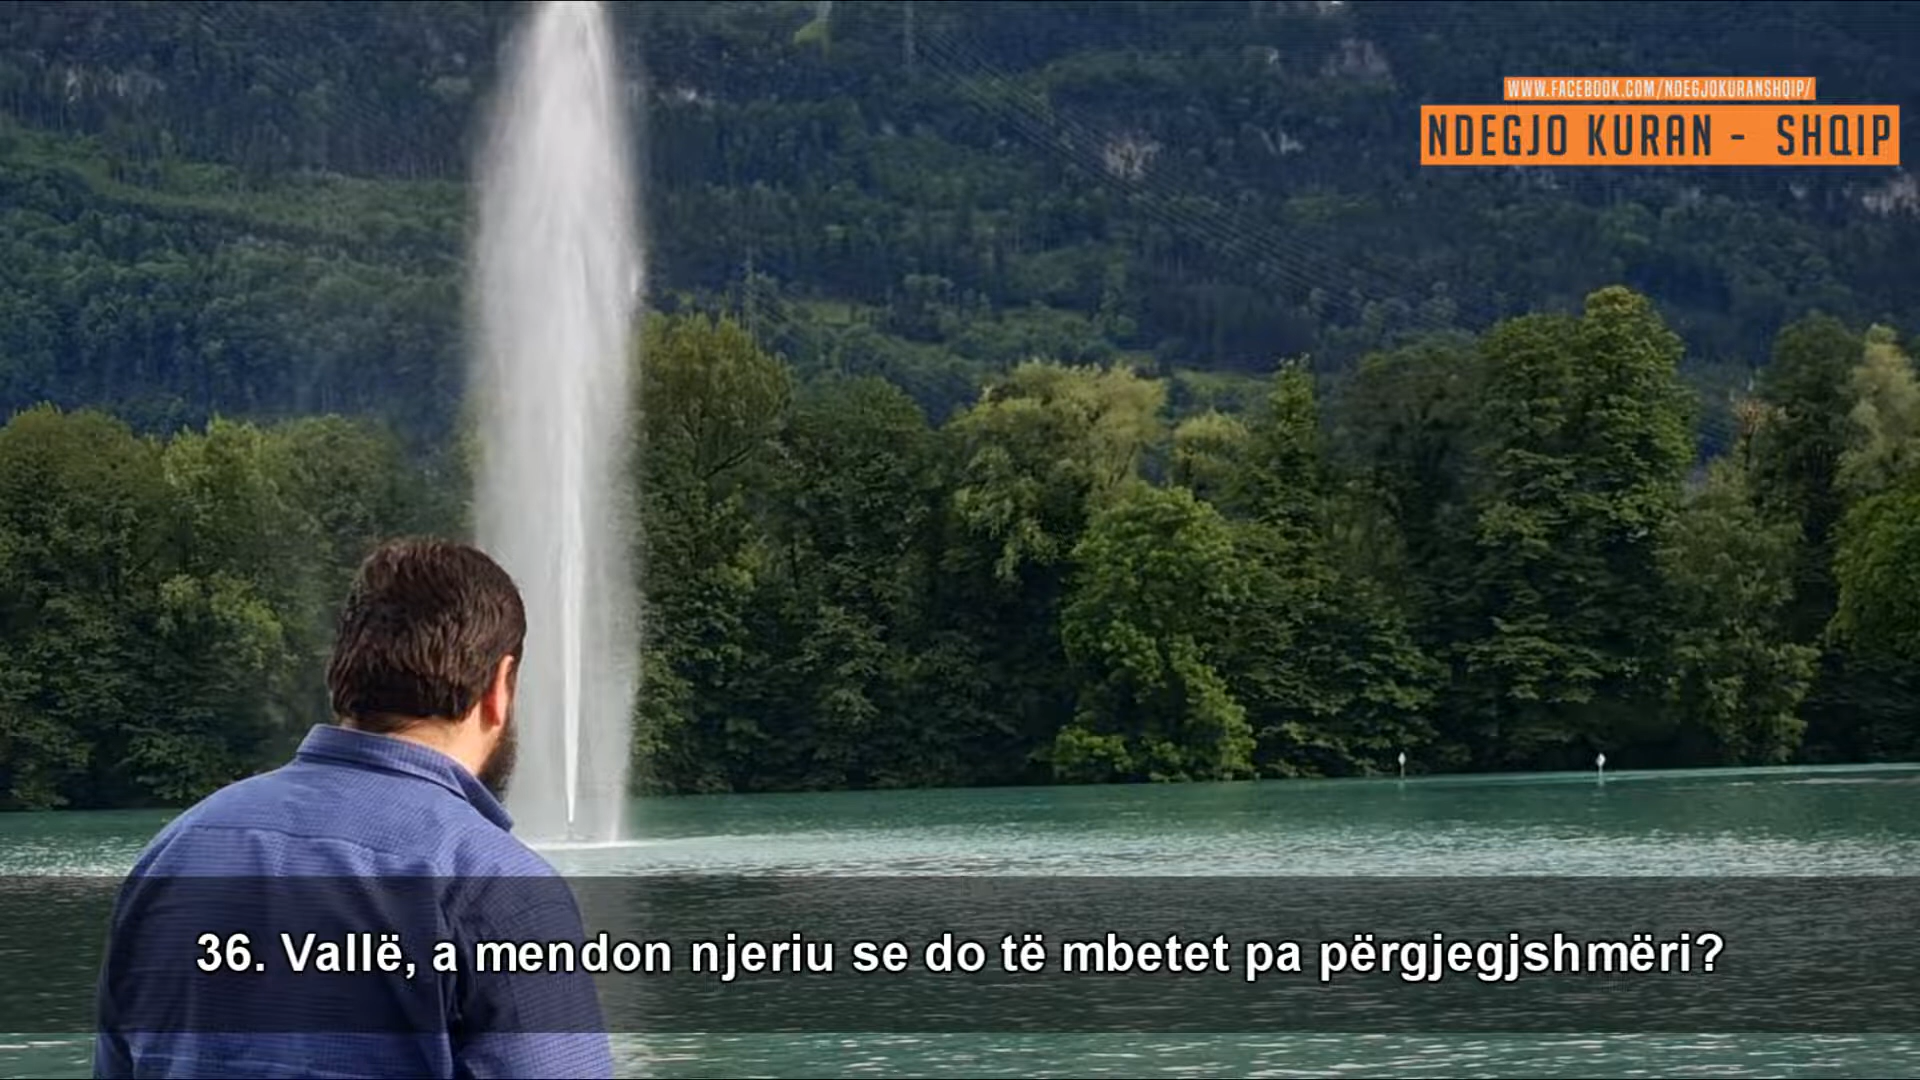 WWW.FACEBOOK.COM/NDEGJOKURANSHQIP/
NDEGJO KURAN - SHQIP
36. Vallë, a mendon njeriu se do të mbetet pa përgjegjshmëri?